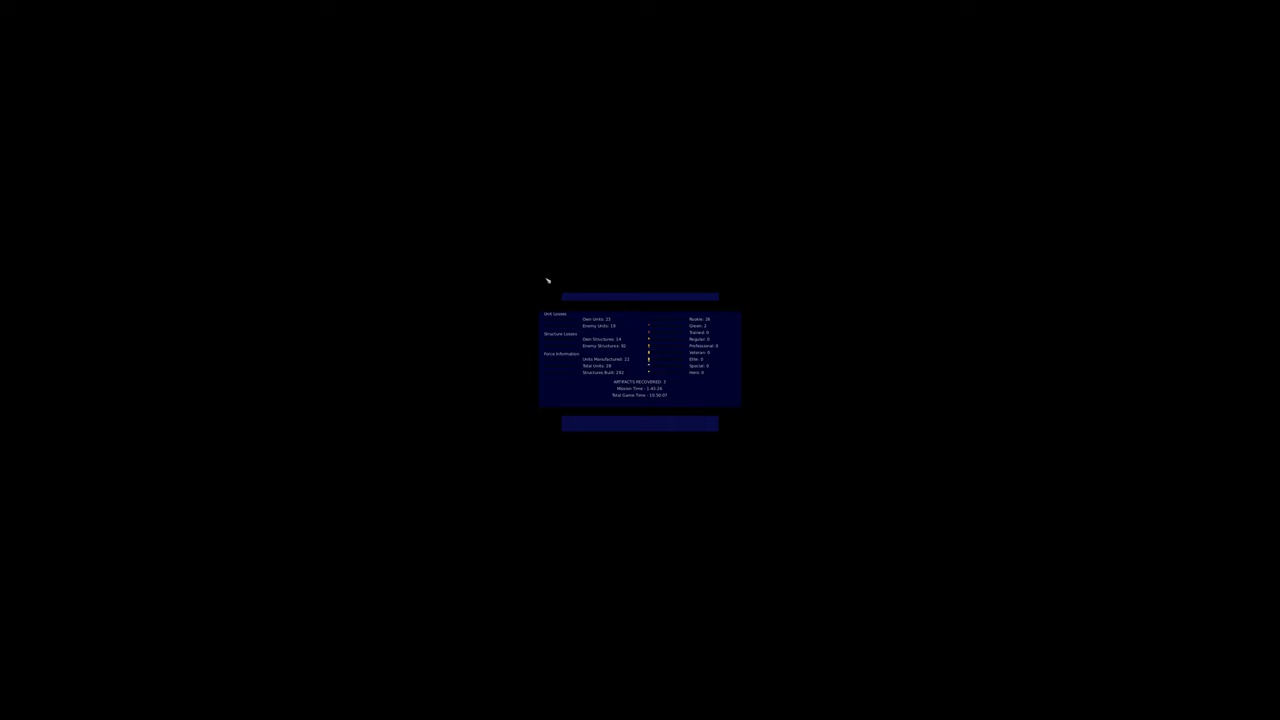 Unit Losses
Own Units: 23
Enemy Units: 19
Structure Losses
Own Structures: 14
Enemy Structures: 91
Force Information
Units Manufactured: 22
Total Units: 28
Structures Built: 292
Rookie: 26
Green: 2
Trained: 0
Regular: 0
Professional: 0
Veteran: 0
Elite: 0
Special: 0
Hero: 0
ARTIFACTS RECOVERED: 3
Mission Time - 1:43:26
Total Game Time - 10:50:07